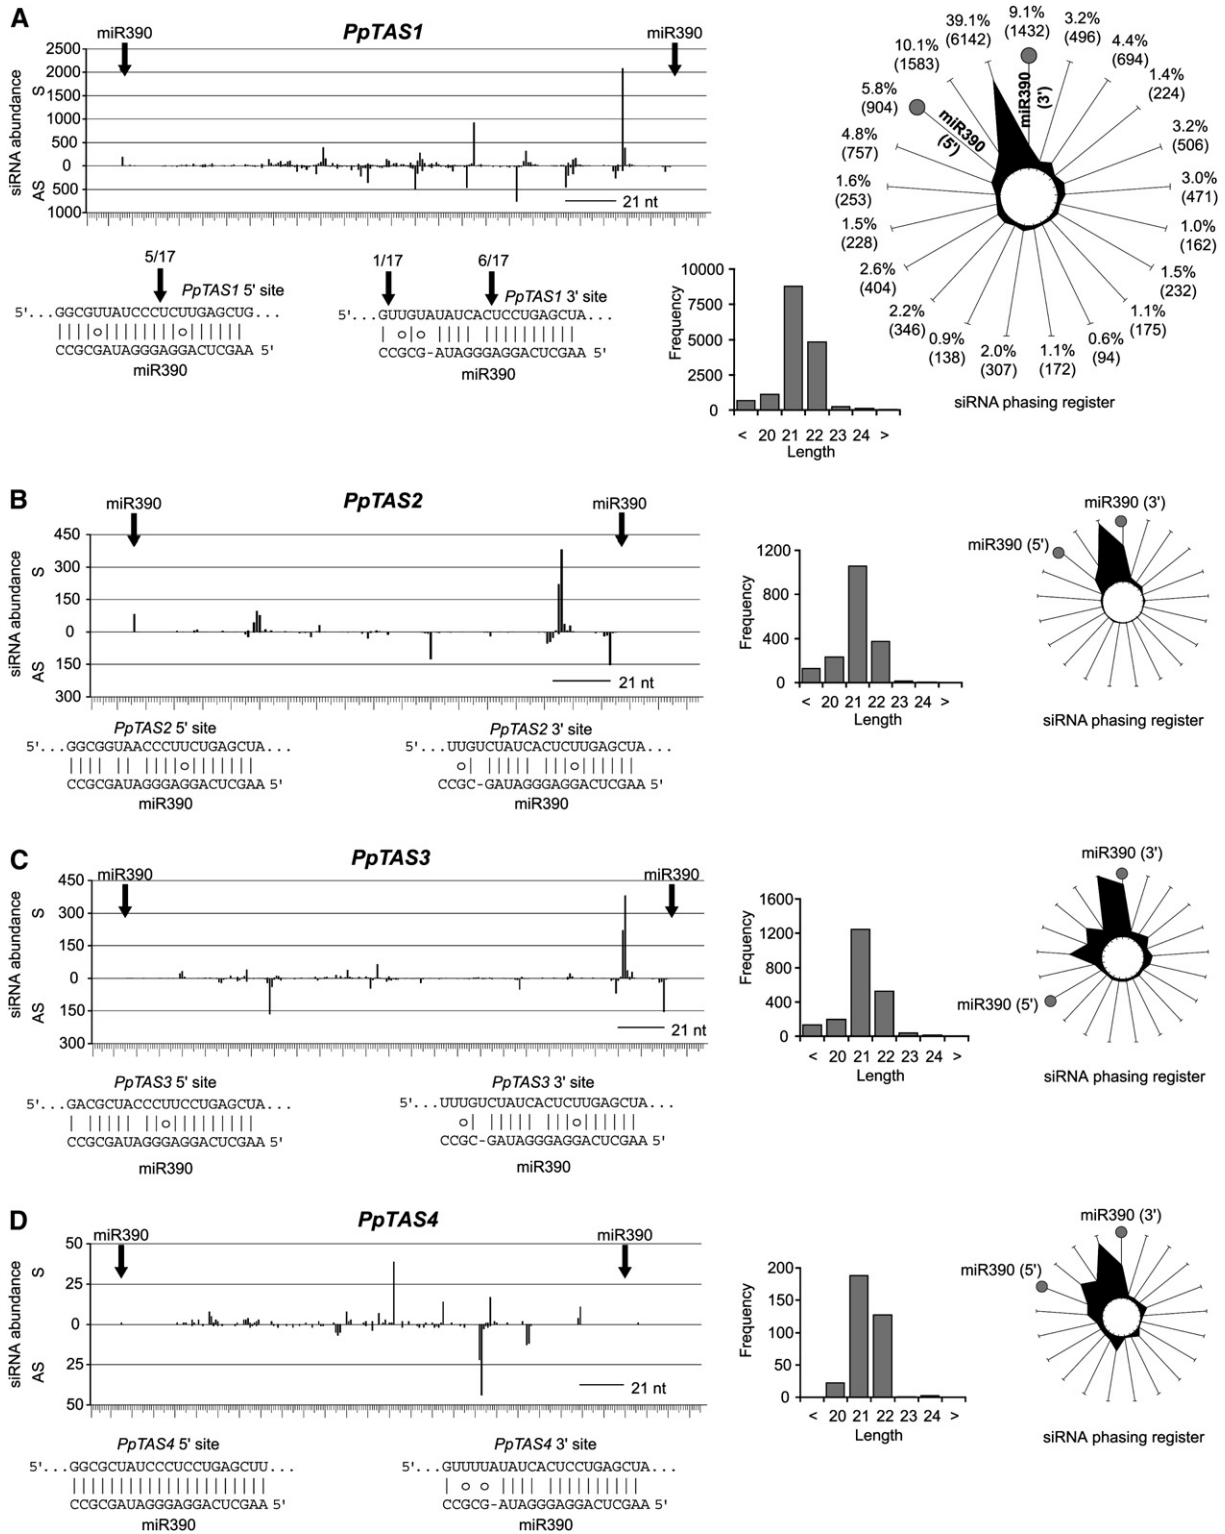 A
PpTAS1
miR390
miR390
siRNA abundance
AS S
2500
2000
1500
1000
500
0
500
1000
21 nt
5/17
PpTAS1 5' site
5'...GGCGUUAUCCCUCUUGAGCUG...
CCGCGAUAGGGAGGACUCGAA 5'
miR390
1/17
6/17
PpTAS1 3' site
5'...GUUGUAUAUCACUCCUGAGCUA...
CCGCG-AUAGGGAGGACUCGAA 5'
miR390
Frequency
10000
7500
5000
2500
0
< 20 21 22 23 24 >
Length
9.1%
(1432)
3.2%
(496)
4.4%
(694)
1.4%
(224)
3.2%
(506)
3.0%
(471)
1.0%
(162)
1.5%
(232)
1.1%
(175)
0.6%
(94)
1.1%
(172)
2.0%
(307)
0.9%
(138)
2.2%
(346)
2.6%
(404)
1.5%
(228)
1.6%
(253)
4.8%
(757)
5.8%
(904)
10.1%
(1583)
39.1%
(6142)
miR390
(3')
miR390
(5')
siRNA phasing register
B
PpTAS2
miR390
miR390
siRNA abundance
AS S
450
300
150
0
150
300
21 nt
PpTAS2 5' site
5'...GGCGGUAACCCUUCUGAGCUA...
CCGCGAUAGGGAGGACUCGAA 5'
miR390
PpTAS2 3' site
5'...UUGUCUAUCACUCUUGAGCUA...
CCGC-GAUAGGGAGGACUCGAA 5'
miR390
Frequency
1200
800
400
0
< 20 21 22 23 24 >
Length
miR390 (3')
miR390 (5')
siRNA phasing register
C
PpTAS3
miR390
miR390
siRNA abundance
AS S
450
300
150
0
150
300
21 nt
PpTAS3 5' site
5'...GACGCUACCCUUCCUGAGCUA...
CCGCGAUAGGGAGGACUCGAA 5'
miR390
PpTAS3 3' site
5'...UUUGUCUAUCACUCUUGAGCUA...
CCGC-GAUAGGGAGGACUCGAA 5'
miR390
Frequency
1600
1200
800
400
0
< 20 21 22 23 24 >
Length
miR390 (3')
miR390 (5')
siRNA phasing register
D
PpTAS4
miR390
miR390
siRNA abundance
AS S
50
25
0
25
50
21 nt
PpTAS4 5' site
5'...GGCGCUAUCCCUCCUGAGCUU...
CCGCGAUAGGGAGGACUCGAA 5'
miR390
PpTAS4 3' site
5'...GUUUUAUAUCACUCCUGAGCUA...
CCGCG-AUAGGGAGGACUCGAA 5'
miR390
Frequency
200
150
100
50
0
< 20 21 22 23 24 >
Length
miR390 (3')
miR390 (5')
siRNA phasing register